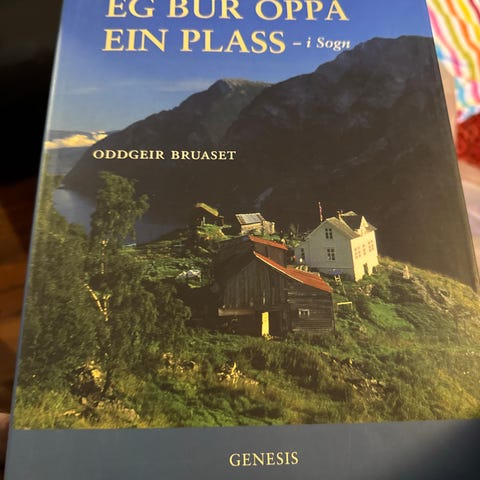 EG BUR OPPÅ
EIN PLASS – i Sogn
ODDGEIR BRUASET
GENESIS